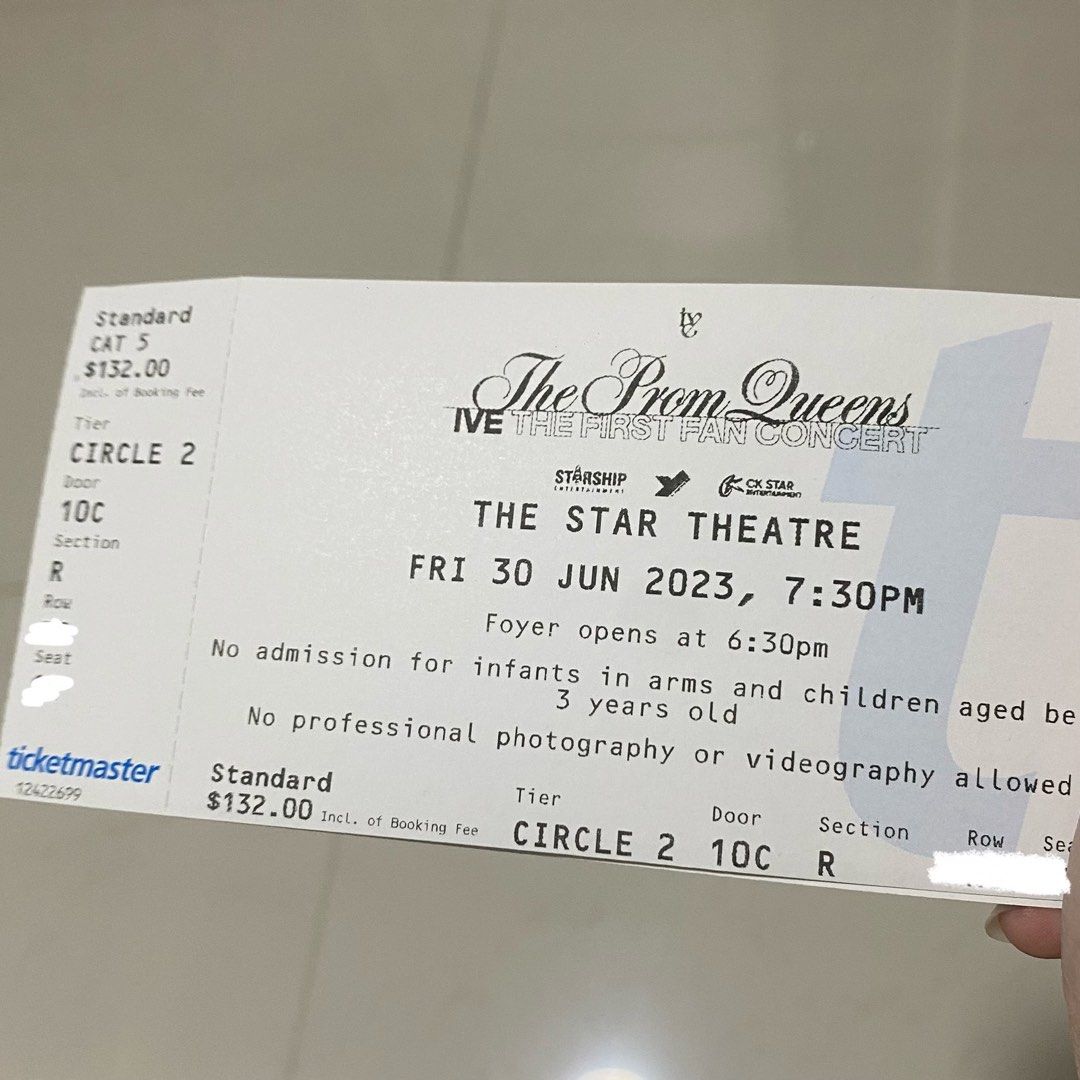 Standard
CAT 5
$132.00
Incl. of Booking Fee
Tier
CIRCLE 2
Door
10C
Section
R
Row
Seat
ticketmaster
12422699
IVE
The Prom Queens
IVE THE FIRST FAN CONCERT
STARSHIP
ENTERTAINMENT
CK STAR
ENTERTAINMENT
THE STAR THEATRE
FRI 30 JUN 2023, 7:30PM
Foyer opens at 6:30pm
No admission for infants in arms and children aged be
3 years old
No professional photography or videography allowed
Standard
$132.00 Incl. of Booking Fee
Tier Door Section Row Sea
CIRCLE 2 10C R